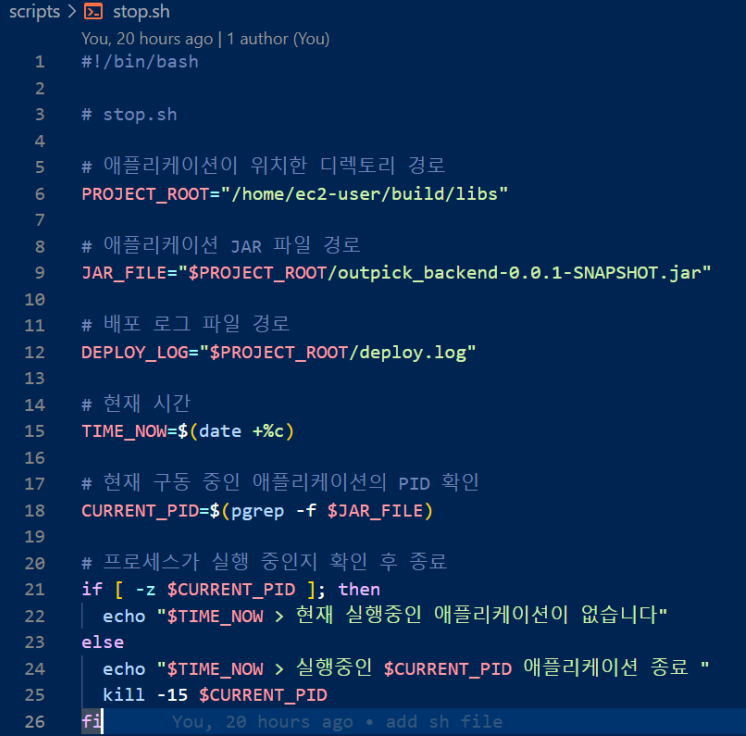 scripts > stop.sh
You, 20 hours ago | 1 author (You)
1 #!/bin/bash
2
3 # stop.sh
4
5 # 애플리케이션이 위치한 디렉토리 경로
6 PROJECT_ROOT="/home/ec2-user/build/libs"
7
8 # 애플리케이션 JAR 파일 경로
9 JAR_FILE="$PROJECT_ROOT/outpick_backend-0.0.1-SNAPSHOT.jar"
10
11 # 배포 로그 파일 경로
12 DEPLOY_LOG="$PROJECT_ROOT/deploy.log"
13
14 # 현재 시간
15 TIME_NOW=$(date +%c)
16
17 # 현재 구동 중인 애플리케이션의 PID 확인
18 CURRENT_PID=$(pgrep -f $JAR_FILE)
19
20 # 프로세스가 실행 중인지 확인 후 종료
21 if [ -z $CURRENT_PID ]; then
22   echo "$TIME_NOW > 현재 실행중인 애플리케이션이 없습니다"
23 else
24   echo "$TIME_NOW > 실행중인 $CURRENT_PID 애플리케이션 종료 "
25   kill -15 $CURRENT_PID
26 fi You, 20 hours ago • add sh file